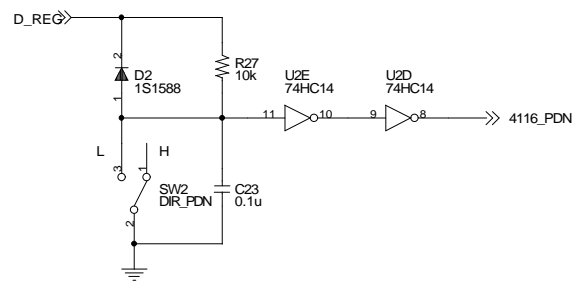 D_REG
2
D2
1S1588
1
R27
10k
U2E
74HC14
U2D
74HC14
11
10
9
8
4116_PDN
L
H
3
1
SW2
DIR_PDN
2
C23
0.1u